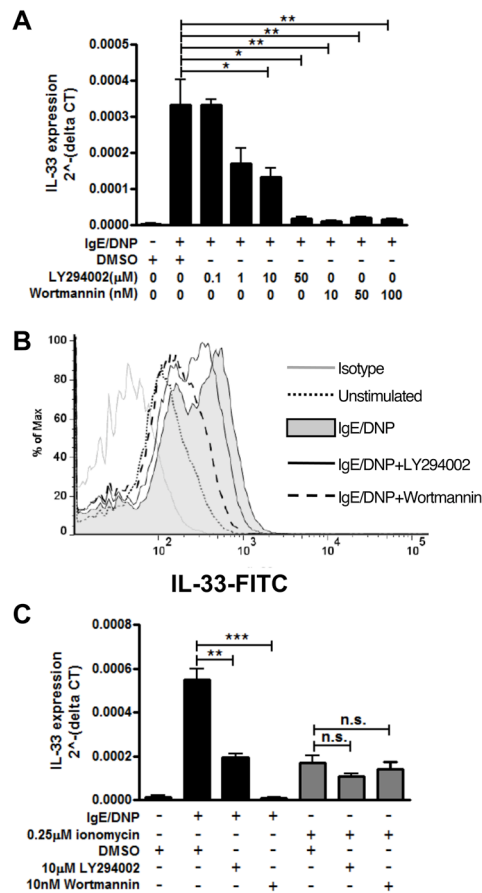 A
**
**
**
*
*
IL-33 expression
2^-(delta CT)
0.0005
0.0004
0.0003
0.0002
0.0001
0.0000
IgE/DNP - + + + + + + + +
DMSO + + - - - - - - -
LY294002(μM) 0 0 0.1 1 10 50 0 0 0
Wortmannin (nM) 0 0 0 0 0 0 10 50 100
B
% of Max
100
80
60
40
20
0
10^2 10^3 10^4 10^5
IL-33-FITC
Isotype
Unstimulated
IgE/DNP
IgE/DNP+LY294002
IgE/DNP+Wortmannin
C
IL-33 expression
2^-(delta CT)
0.0006
0.0004
0.0002
0.0000
***
**
n.s.
n.s.
IgE/DNP - + + + - - -
0.25μM ionomycin - - - - + + +
DMSO + + - - + - -
10μM LY294002 - - + - - + -
10nM Wortmannin - - - + - - +